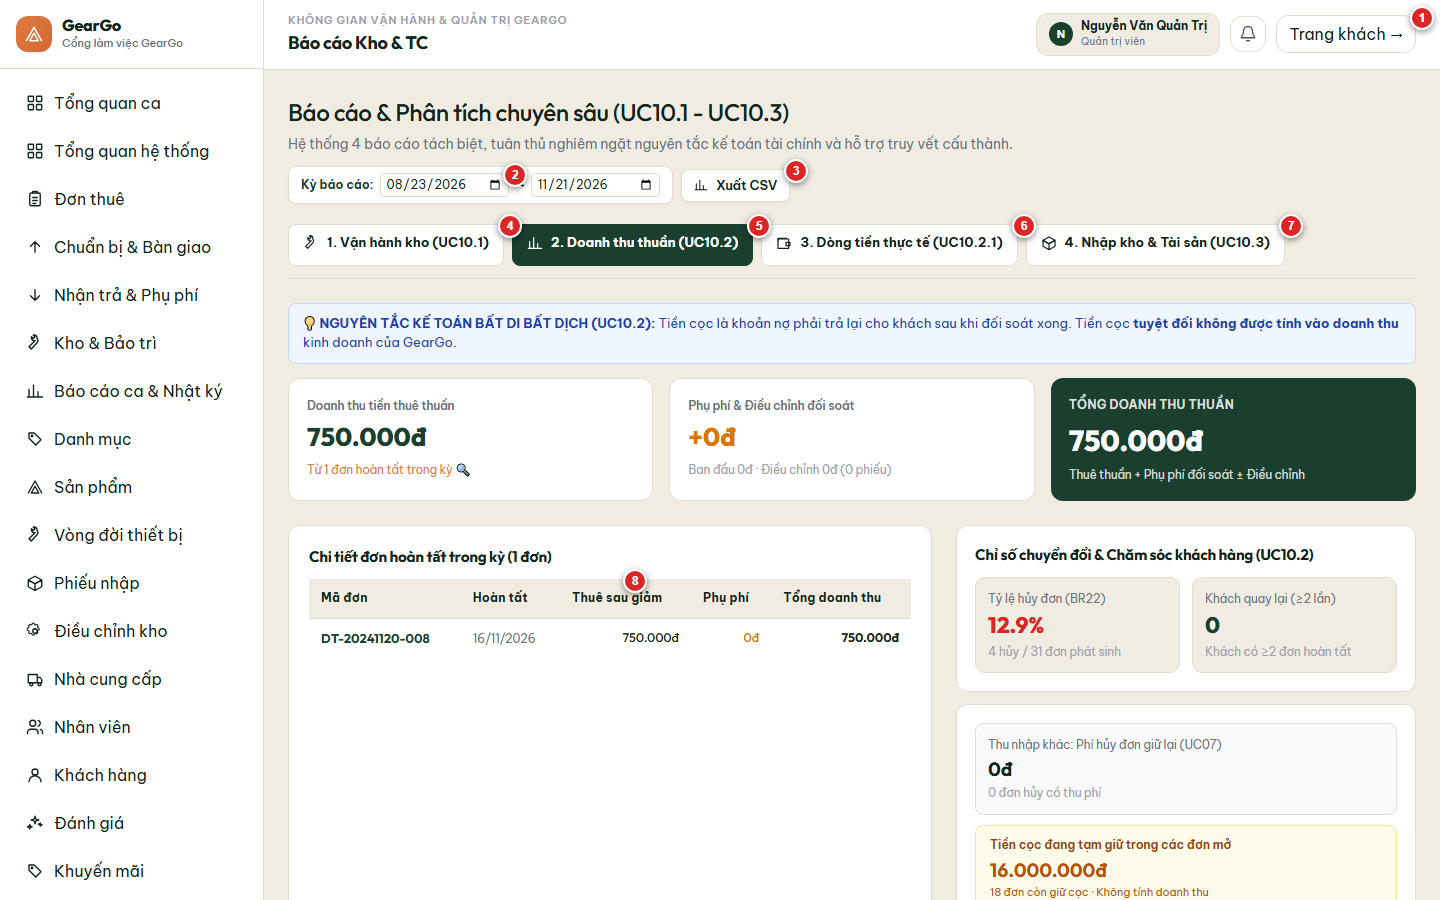 GearGo
Cổng làm việc GearGo
KHÔNG GIAN VẬN HÀNH & QUẢN TRỊ GEARGO
Báo cáo Kho & TC
N
Nguyễn Văn Quản Trị
Quản trị viên
Trang khách →
1
Tổng quan ca
Tổng quan hệ thống
Đơn thuê
Chuẩn bị & Bàn giao
Nhận trả & Phụ phí
Kho & Bảo trì
Báo cáo ca & Nhật ký
Danh mục
Sản phẩm
Vòng đời thiết bị
Phiếu nhập
Điều chỉnh kho
Nhà cung cấp
Nhân viên
Khách hàng
Đánh giá
Khuyến mãi
Báo cáo & Phân tích chuyên sâu (UC10.1 - UC10.3)
Hệ thống 4 báo cáo tách biệt, tuân thủ nghiêm ngặt nguyên tắc kế toán tài chính và hỗ trợ truy vết cấu thành.
Kỳ báo cáo: 08/23/2026 2 11/21/2026
Xuất CSV 3
1. Vận hành kho (UC10.1) 4
2. Doanh thu thuần (UC10.2) 5
3. Dòng tiền thực tế (UC10.2.1) 6
4. Nhập kho & Tài sản (UC10.3) 7
💡 NGUYÊN TẮC KẾ TOÁN BẤT DI BẤT DỊCH (UC10.2): Tiền cọc là khoản nợ phải trả lại cho khách sau khi đối soát xong. Tiền cọc tuyệt đối không được tính vào doanh thu
kinh doanh của GearGo.
Doanh thu tiền thuê thuần
750.000đ
Từ 1 đơn hoàn tất trong kỳ 🔍
Phụ phí & Điều chỉnh đối soát
+0đ
Ban đầu 0đ · Điều chỉnh 0đ (0 phiếu)
TỔNG DOANH THU THUẦN
750.000đ
Thuê thuần + Phụ phí đối soát ± Điều chỉnh
Chi tiết đơn hoàn tất trong kỳ (1 đơn)
8
Mã đơn Hoàn tất Thuê sau giảm Phụ phí Tổng doanh thu
DT-20241120-008 16/11/2026 750.000đ 0đ 750.000đ
Chỉ số chuyển đổi & Chăm sóc khách hàng (UC10.2)
Tỷ lệ hủy đơn (BR22)
12.9%
4 hủy / 31 đơn phát sinh
Khách quay lại (≥2 lần)
0
Khách có ≥2 đơn hoàn tất
Thu nhập khác: Phí hủy đơn giữ lại (UC07)
0đ
0 đơn hủy có thu phí
Tiền cọc đang tạm giữ trong các đơn mở
16.000.000đ
18 đơn còn giữ cọc · Không tính doanh thu